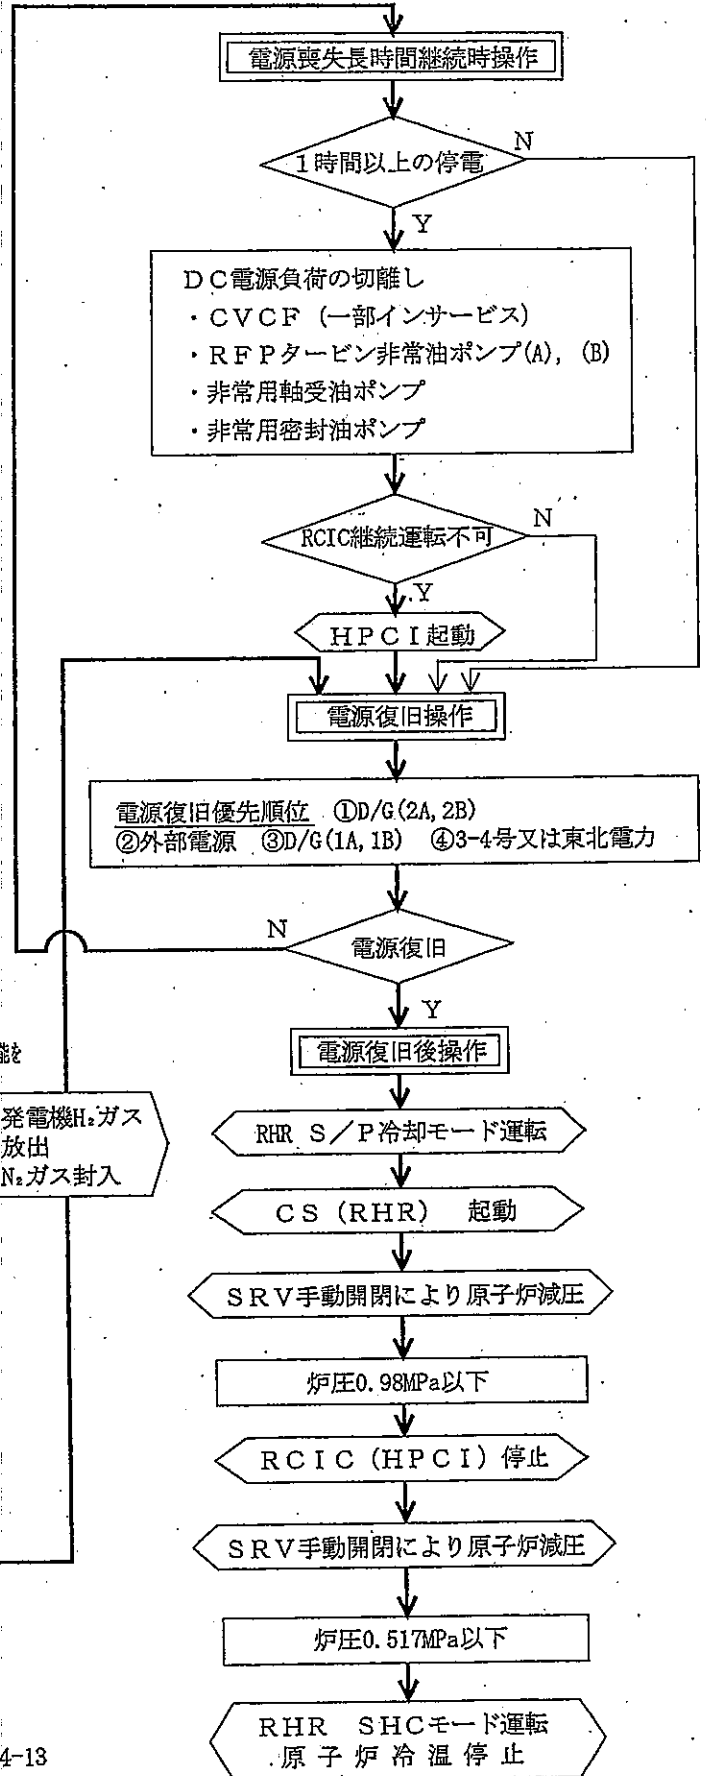 電源喪失長時間継続時操作
1時間以上の停電
N
Y
DC電源負荷の切離し
・CVCF (一部インサービス)
・RFPタービン非常油ポンプ(A), (B)
・非常用軸受油ポンプ
・非常用密封油ポンプ
RCIC継続運転不可
N
Y
HPCI起動
電源復旧操作
電源復旧優先順位 ①D/G(2A, 2B)
②外部電源 ③D/G(1A, 1B) ④3-4号又は東北電力
N
電源復旧
Y
電源復旧後操作
能を
発電機H₂ガス
放出
N₂ガス封入
RHR S/P冷却モード運転
CS (RHR) 起動
SRV手動開閉により原子炉減圧
炉圧0.98MPa以下
RCIC (HPCI) 停止
SRV手動開閉により原子炉減圧
炉圧0.517MPa以下
RHR SHCモード運転
原子炉冷温停止
4-13